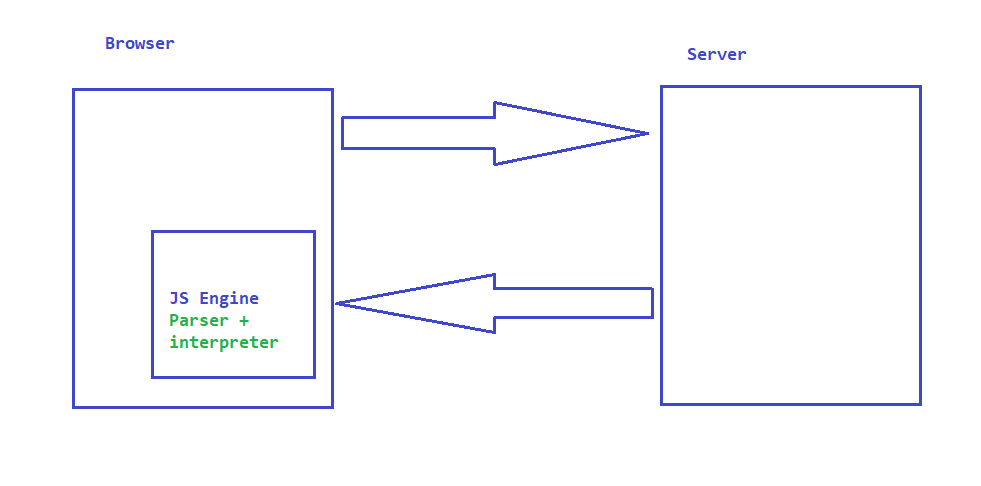 Browser
Server
JS Engine
Parser +
interpreter